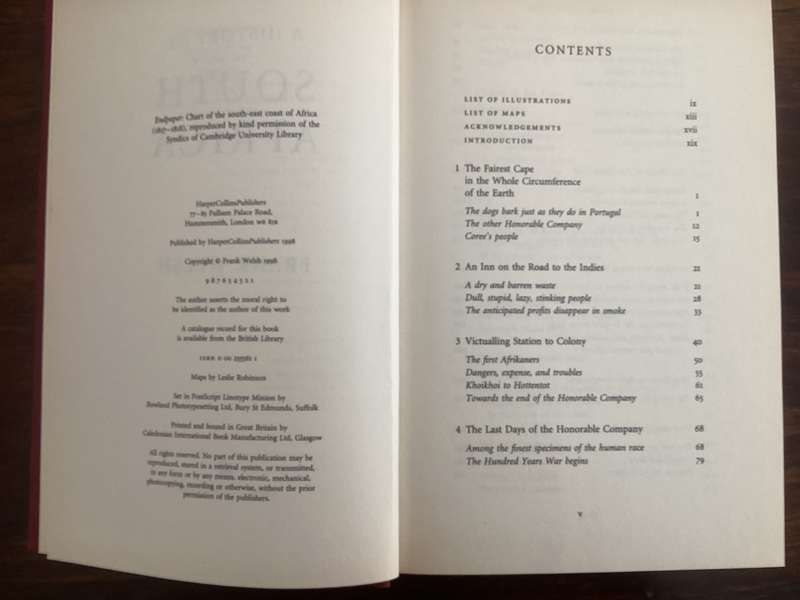 Endpaper: Chart of the south-east coast of Africa
(1817–1818), reproduced by kind permission of the
Syndics of Cambridge University Library
HarperCollinsPublishers
77–85 Fulham Palace Road,
Hammersmith, London W6 8JB
Published by HarperCollinsPublishers 1998
Copyright © Frank Welsh 1998
9 8 7 6 5 4 3 2 1
The author asserts the moral right to
be identified as the author of this work
A catalogue record for this book
is available from the British Library
ISBN 0 00
Maps by Leslie Robinson
Set in PostScript Linotype Minion by
Rowland Phototypesetting Ltd, Bury St Edmunds, Suffolk
Printed and bound in Great Britain by
Caledonian International Book Manufacturing Ltd, Glasgow
All rights reserved. No part of this publication may be
reproduced, stored in a retrieval system, or transmitted,
in any form or by any means, electronic, mechanical,
photocopying, recording or otherwise, without the prior
permission of the publishers.
CONTENTS
LIST OF ILLUSTRATIONS ix
LIST OF MAPS xiii
ACKNOWLEDGEMENTS xvii
INTRODUCTION xix
1 The Fairest Cape
in the Whole Circumference
of the Earth 1
The dogs bark just as they do in Portugal 1
The other Honorable Company 12
Coree's people 15
2 An Inn on the Road to the Indies 21
A dry and barren waste 21
Dull, stupid, lazy, stinking people 28
The anticipated profits disappear in smoke 33
3 Victualling Station to Colony 40
The first Afrikaners 50
Dangers, expense, and troubles 55
Khoikhoi to Hottentot 61
Towards the end of the Honorable Company 65
4 The Last Days of the Honorable Company 68
Among the finest specimens of the human race 68
The Hundred Years War begins 79
v